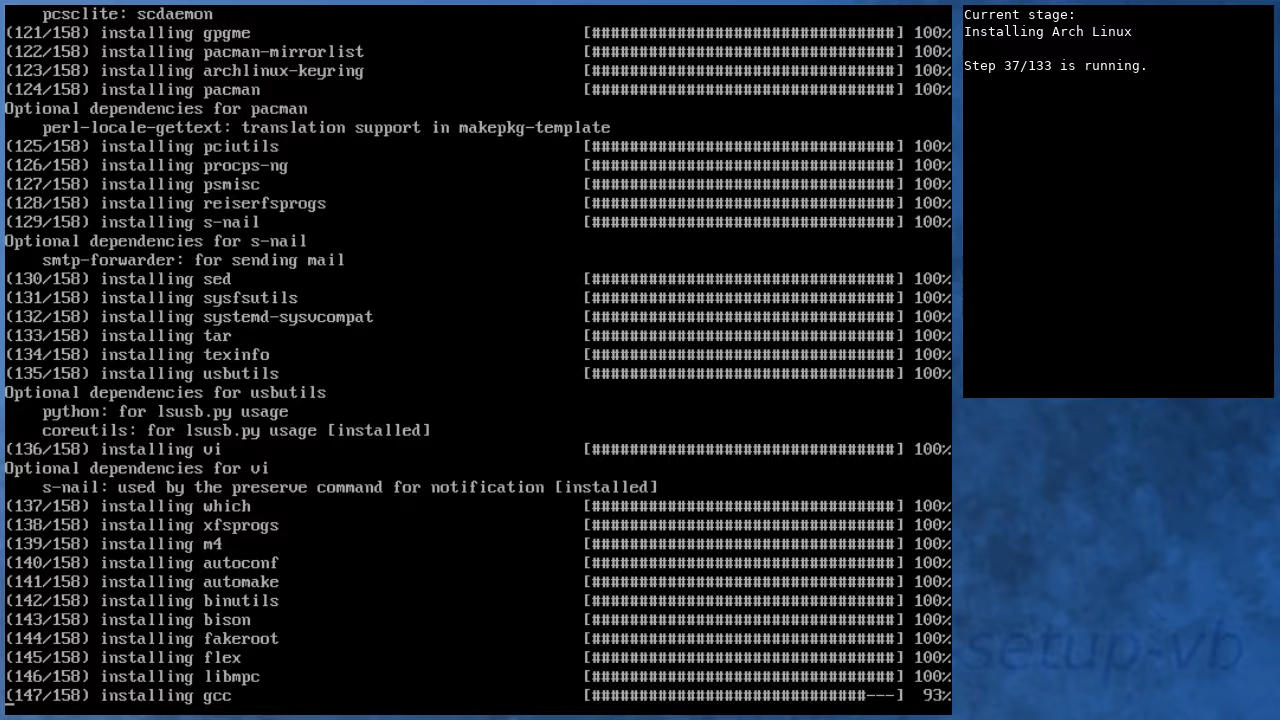 pcsclite: scdaemon
(121/158) installing gpgme [################################] 100%
(122/158) installing pacman-mirrorlist [################################] 100%
(123/158) installing archlinux-keyring [################################] 100%
(124/158) installing pacman [################################] 100%
Optional dependencies for pacman
    perl-locale-gettext: translation support in makepkg-template
(125/158) installing pciutils [################################] 100%
(126/158) installing procps-ng [################################] 100%
(127/158) installing psmisc [################################] 100%
(128/158) installing reiserfsprogs [################################] 100%
(129/158) installing s-nail [################################] 100%
Optional dependencies for s-nail
    smtp-forwarder: for sending mail
(130/158) installing sed [################################] 100%
(131/158) installing sysfsutils [################################] 100%
(132/158) installing systemd-sysvcompat [################################] 100%
(133/158) installing tar [################################] 100%
(134/158) installing texinfo [################################] 100%
(135/158) installing usbutils [################################] 100%
Optional dependencies for usbutils
    python: for lsusb.py usage
    coreutils: for lsusb.py usage [installed]
(136/158) installing vi [################################] 100%
Optional dependencies for vi
    s-nail: used by the preserve command for notification [installed]
(137/158) installing which [################################] 100%
(138/158) installing xfsprogs [################################] 100%
(139/158) installing m4 [################################] 100%
(140/158) installing autoconf [################################] 100%
(141/158) installing automake [################################] 100%
(142/158) installing binutils [################################] 100%
(143/158) installing bison [################################] 100%
(144/158) installing fakeroot [################################] 100%
(145/158) installing flex [################################] 100%
(146/158) installing libmpc [################################] 100%
(147/158) installing gcc [#############################---] 93%
Current stage:
Installing Arch Linux
Step 37/133 is running.
setup-vb